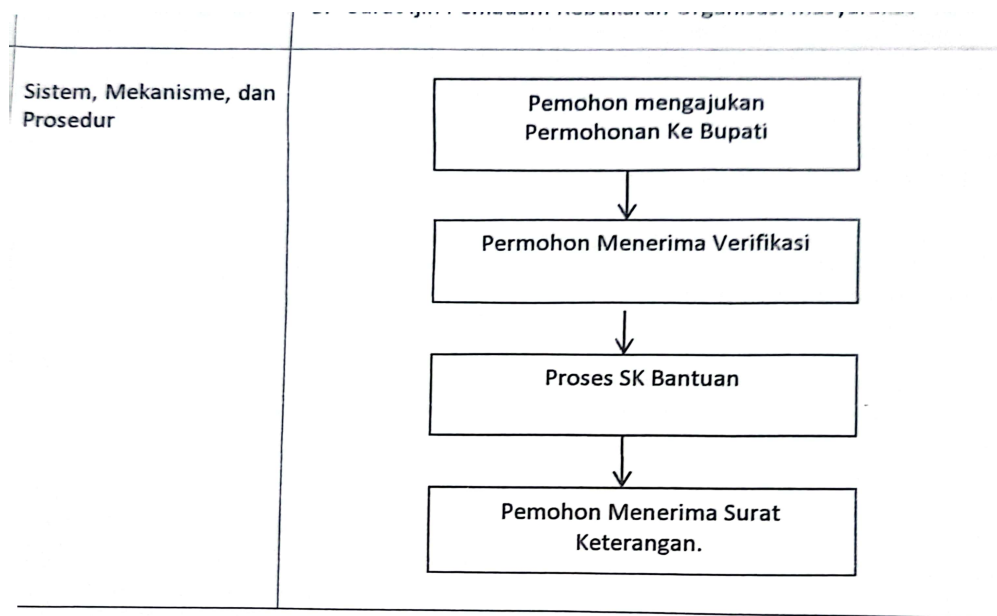 Sistem, Mekanisme, dan
Prosedur
Pemohon mengajukan
Permohonan Ke Bupati
Permohon Menerima Verifikasi
Proses SK Bantuan
Pemohon Menerima Surat
Keterangan.